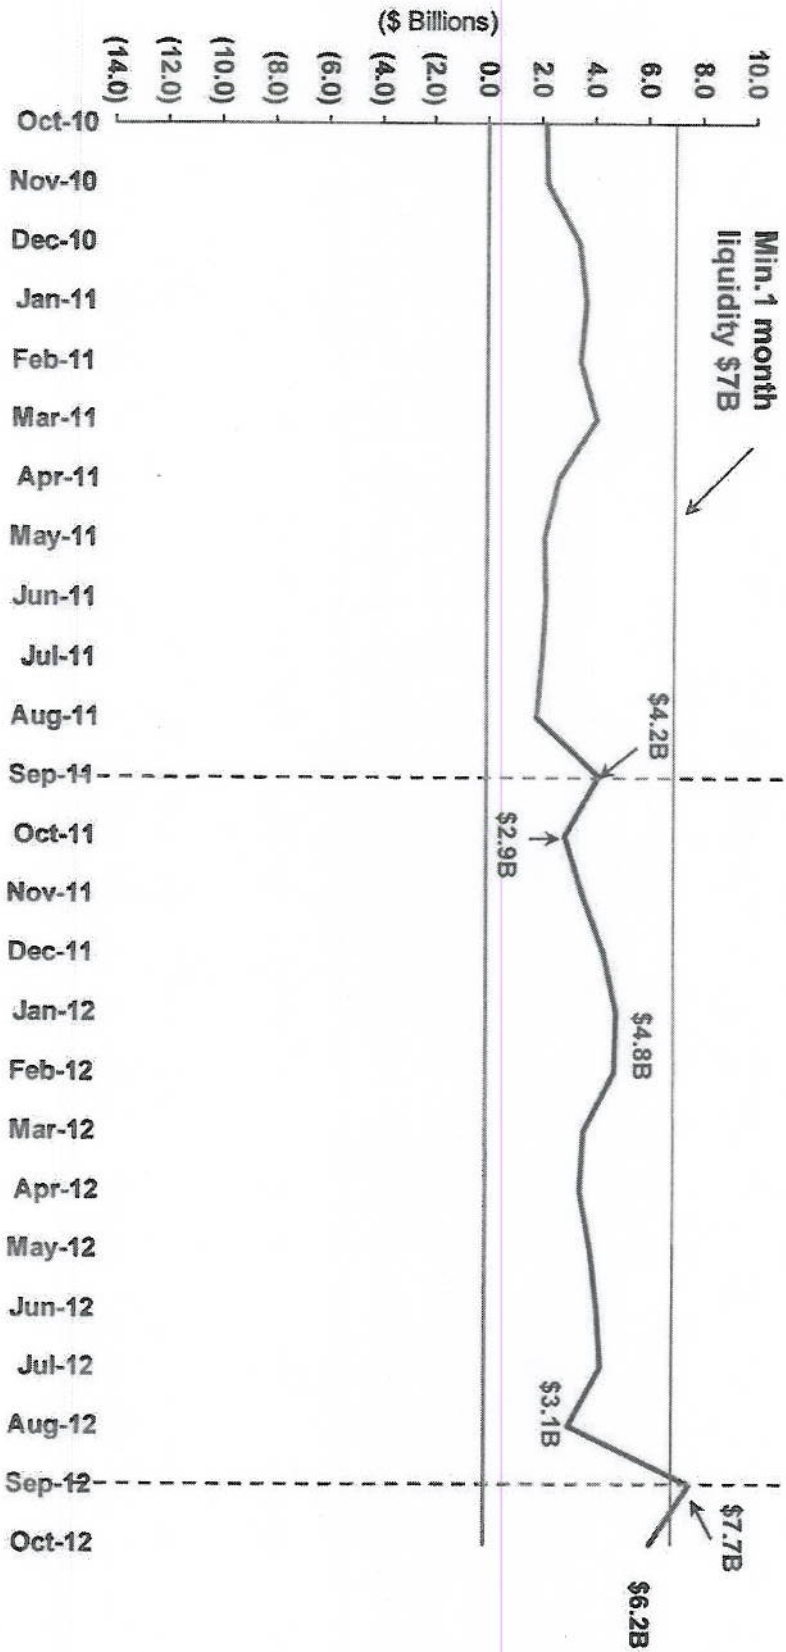 ($ Billions)
10.0
8.0
6.0
4.0
2.0
0.0
(2.0)
(4.0)
(6.0)
(8.0)
(10.0)
(12.0)
(14.0)
Min.1 month
liquidity $7B
$4.2B
$2.9B
$4.8B
$3.1B
$7.7B
$6.2B
Oct-10
Nov-10
Dec-10
Jan-11
Feb-11
Mar-11
Apr-11
May-11
Jun-11
Jul-11
Aug-11
Sep-11
Oct-11
Nov-11
Dec-11
Jan-12
Feb-12
Mar-12
Apr-12
May-12
Jun-12
Jul-12
Aug-12
Sep-12
Oct-12